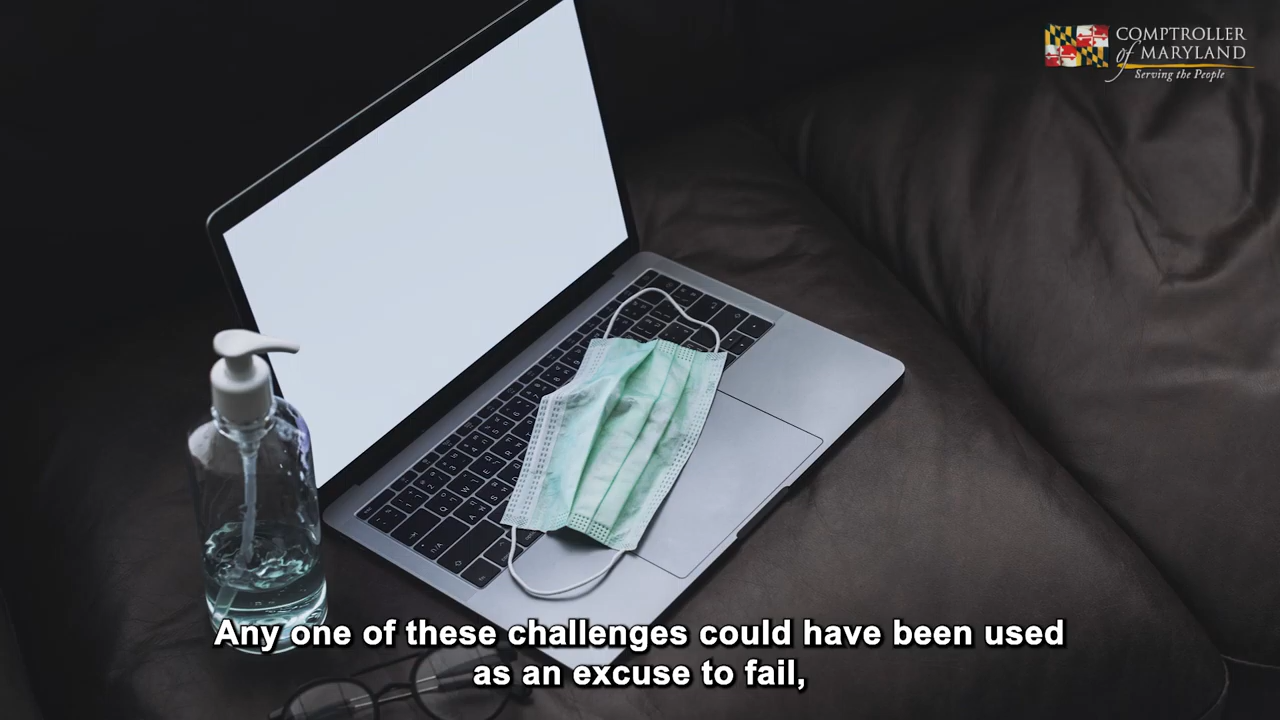 COMPTROLLER
of MARYLAND
Serving the People
Any one of these challenges could have been used
as an excuse to fail,